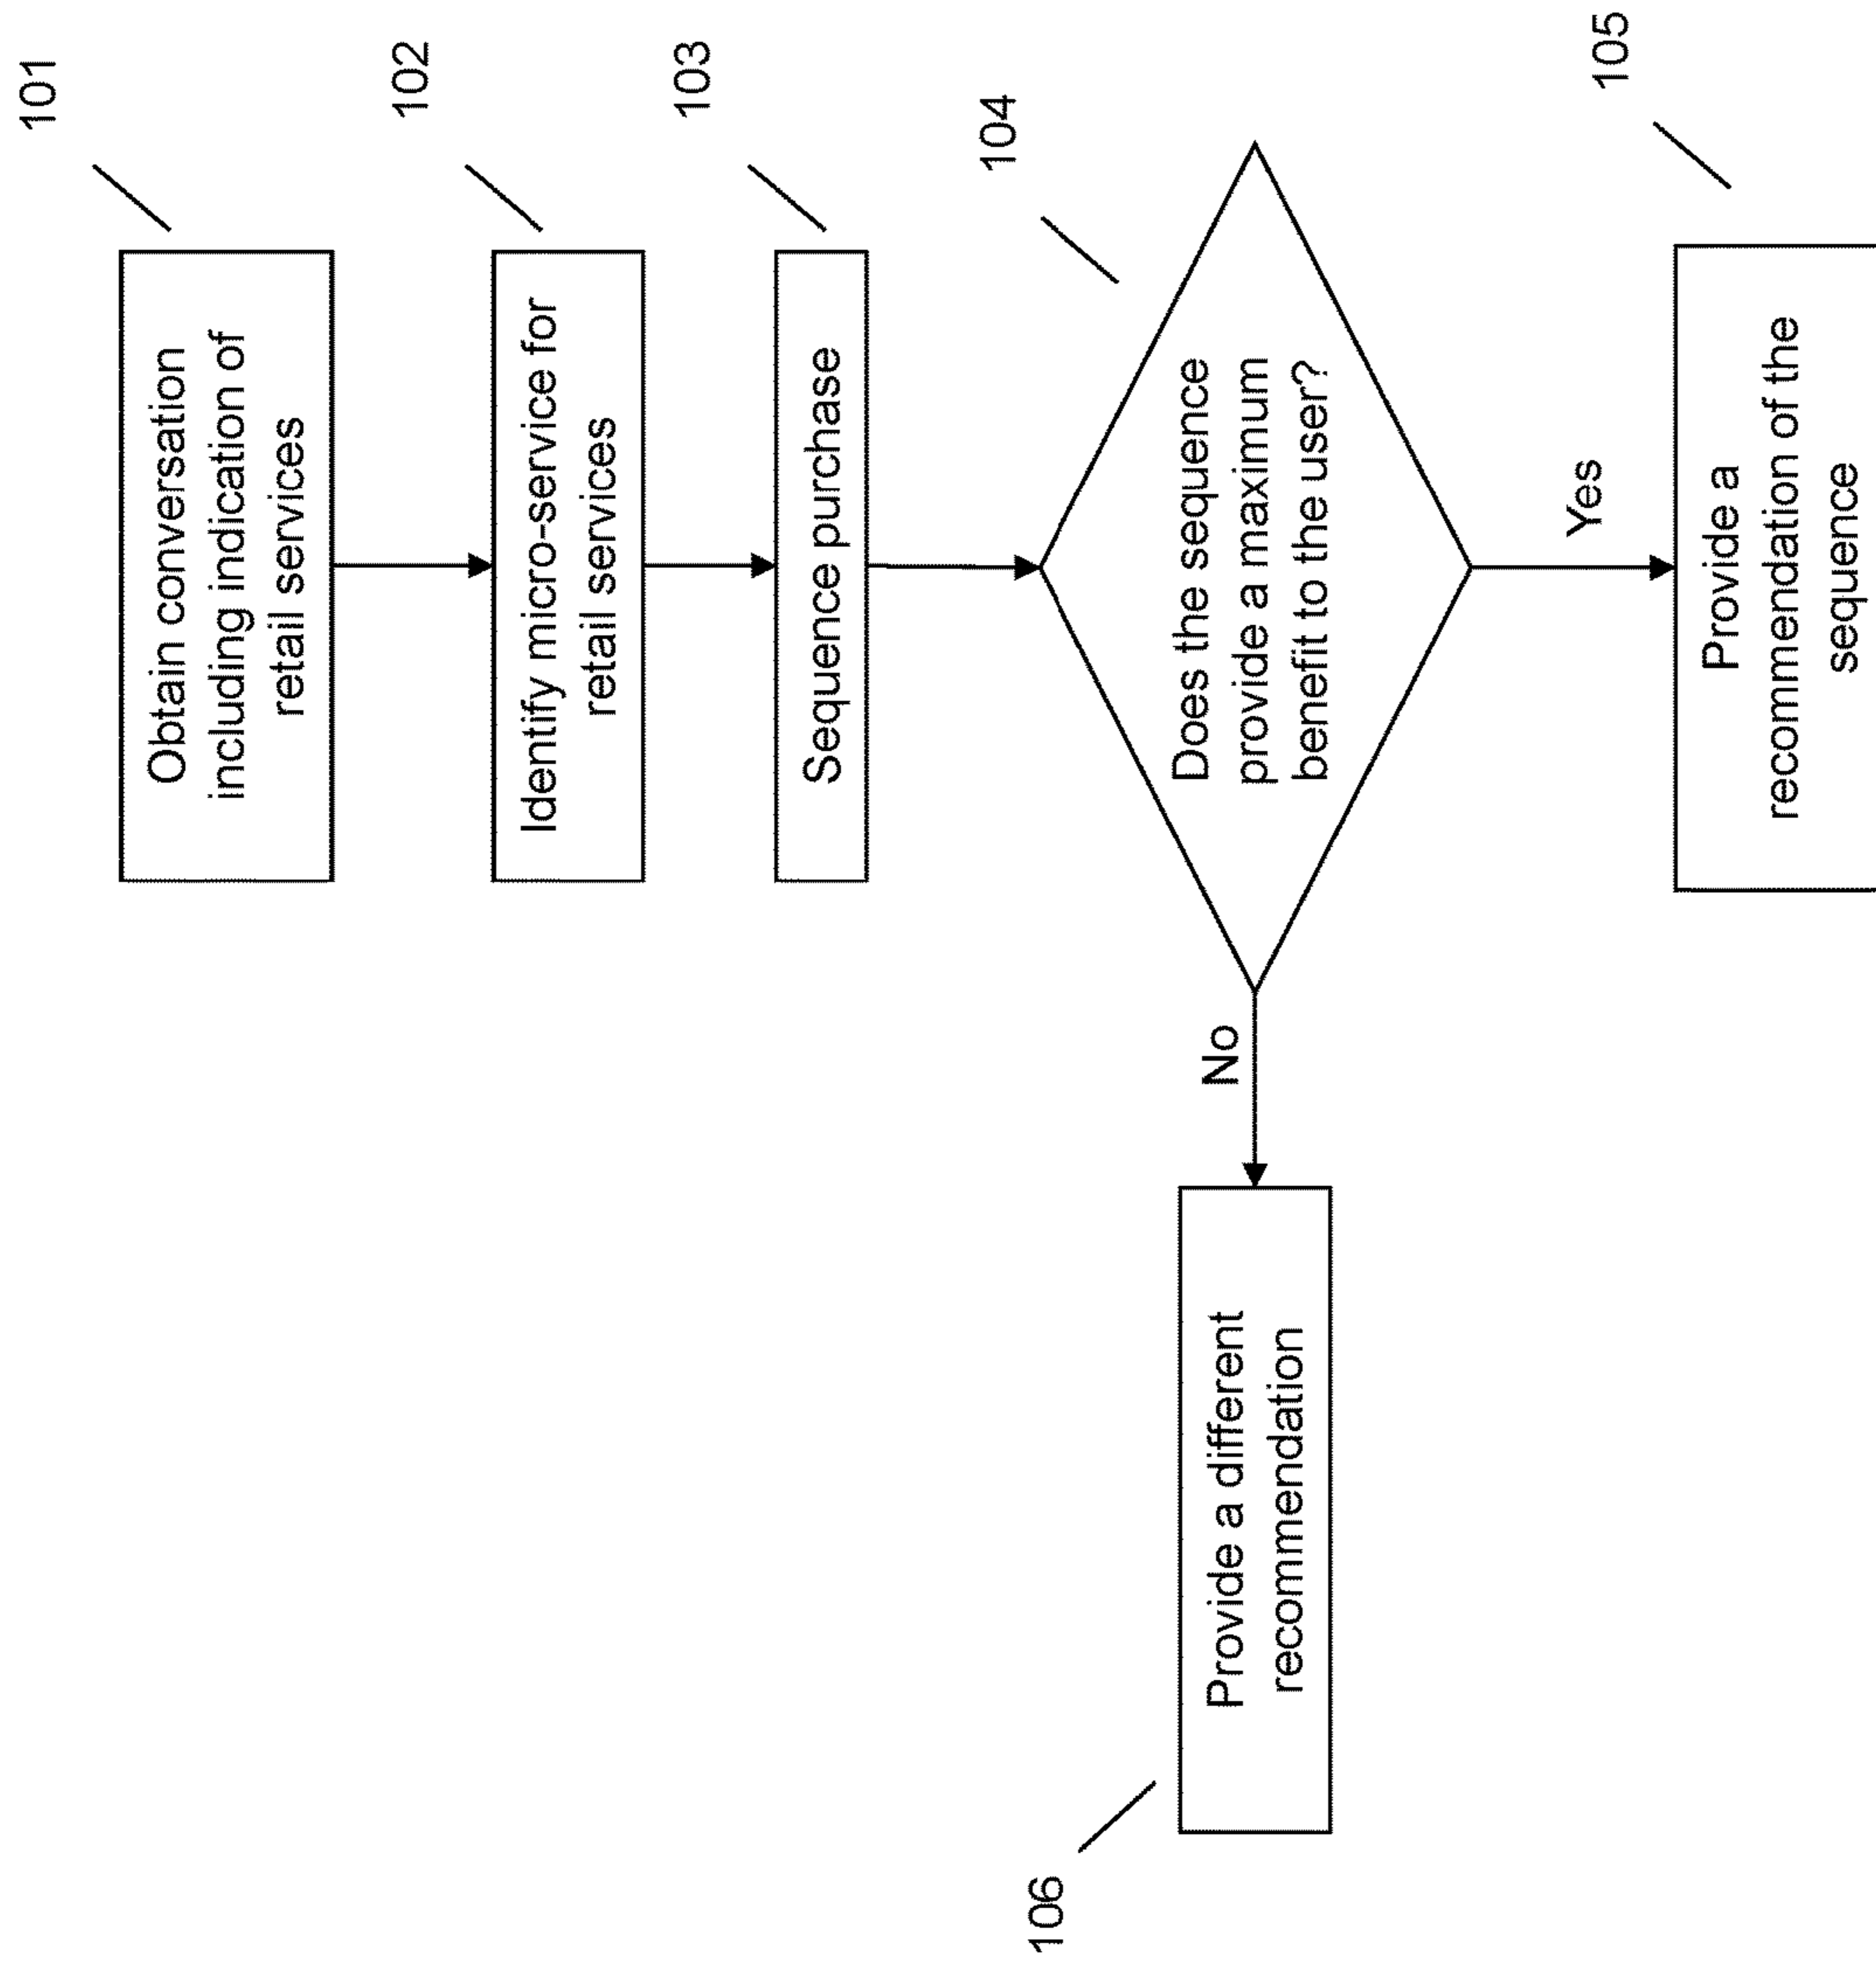 101
Obtain conversation
including indication of
retail services
102
Identify micro-service for
retail services
103
Sequence purchase
104
Does the sequence
provide a maximum
benefit to the user?
No
106
Provide a different
recommendation
Yes
105
Provide a
recommendation of the
sequence